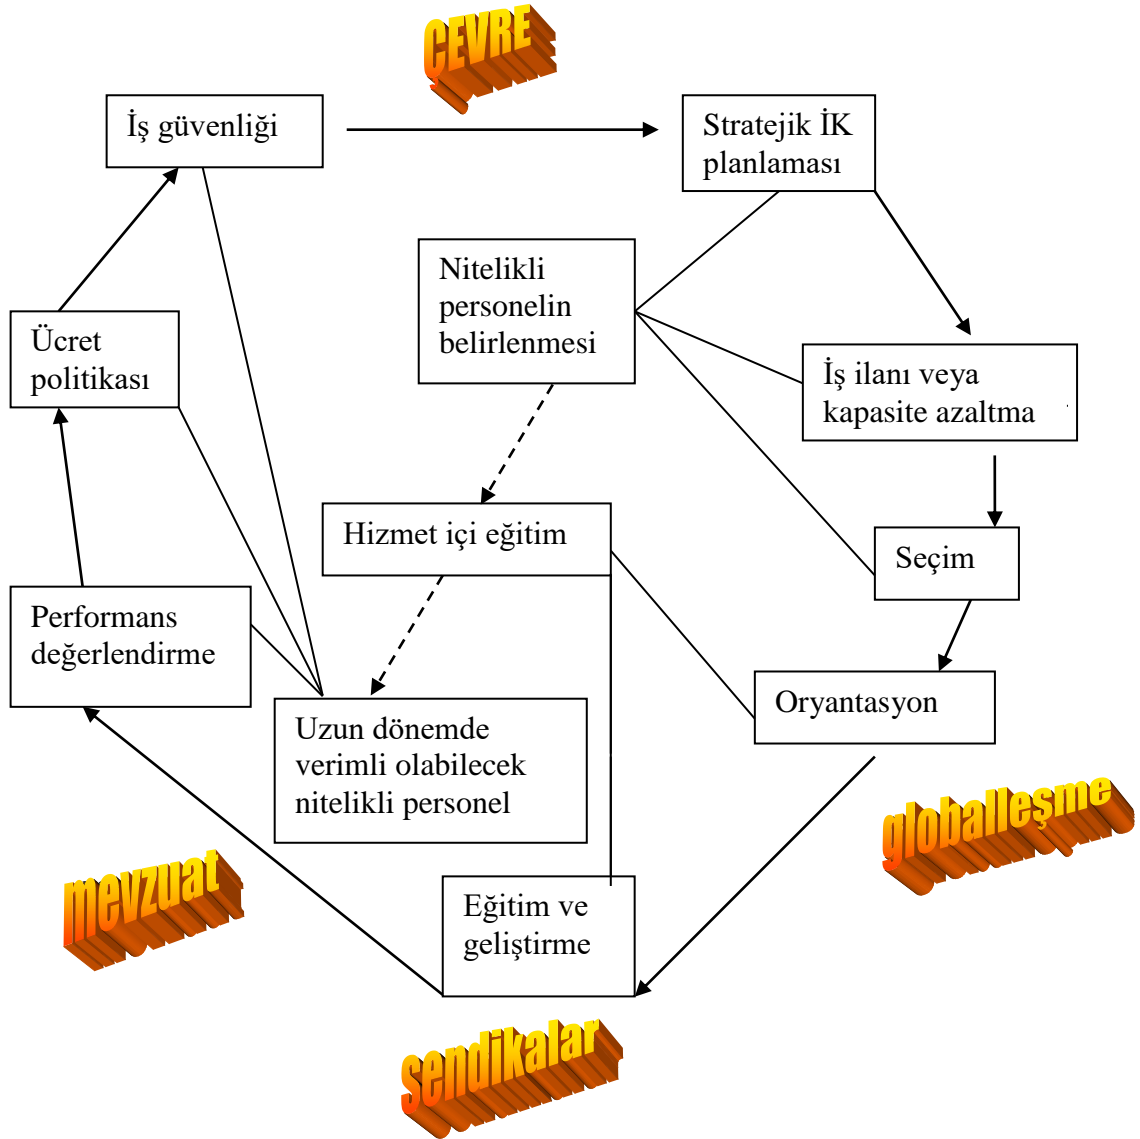 ÇEVRE
İş güvenliği
Stratejik İK
planlaması
Nitelikli
personelin
belirlenmesi
Ücret
politikası
İş ilanı veya
kapasite azaltma
Hizmet içi eğitim
Seçim
Performans
değerlendirme
Oryantasyon
Uzun dönemde
verimli olabilecek
nitelikli personel
globalleşme
mevzuat
Eğitim ve
geliştirme
sendikalar